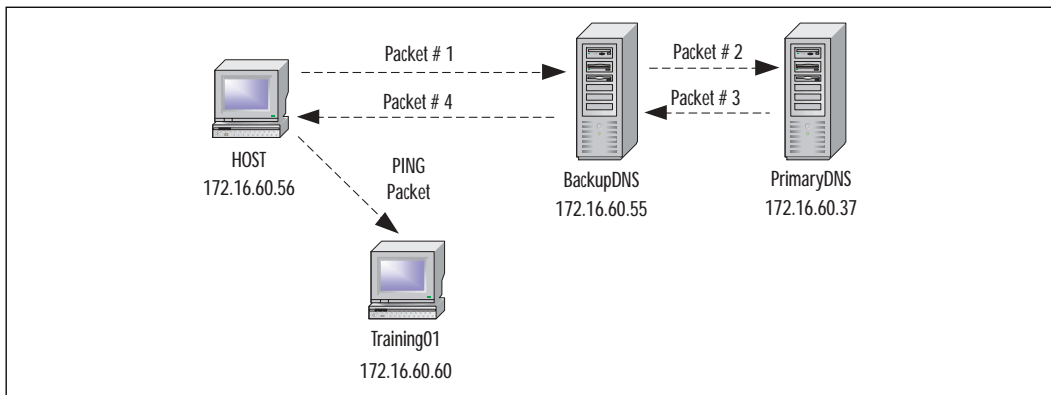 Packet # 1
Packet # 2
Packet # 4
Packet # 3
HOST
172.16.60.56
PING
Packet
BackupDNS
172.16.60.55
PrimaryDNS
172.16.60.37
Training01
172.16.60.60